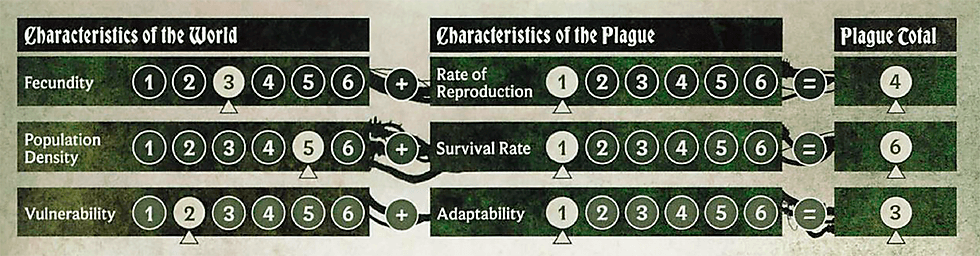 Characteristics of the World
Characteristics of the Plague
Plague Total
Fecundity 1 2 3 4 5 6 + Rate of
Reproduction 1 2 3 4 5 6 = 4
Population
Density 1 2 3 4 5 6 + Survival Rate 1 2 3 4 5 6 = 6
Vulnerability 1 2 3 4 5 6 + Adaptability 1 2 3 4 5 6 = 3